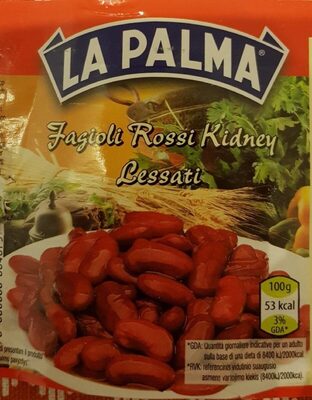 LA PALMA®
Fagioli Rossi Kidney
Lessati
100g
53 kcal
3%
GDA*
*GDA: Quantità giornaliere indicative per un adulto
sulla base di una dieta di 8400 kJ/2000kcal
*RVK: referencinės vidutinio suaugusio
asmens vartojimo kiekis (8400kJ/2000kcal)